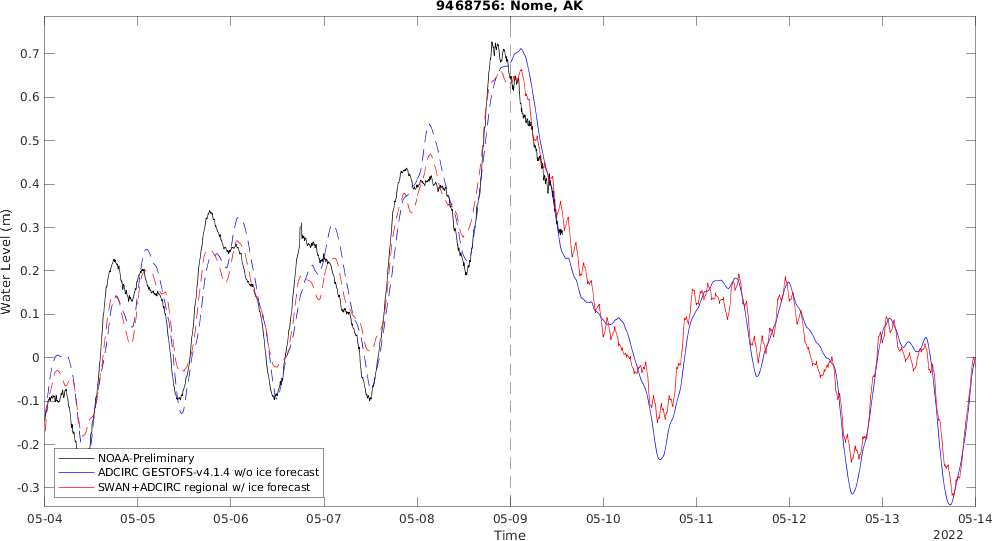 9468756: Nome, AK
Water Level (m)
0.7
0.6
0.5
0.4
0.3
0.2
0.1
0
-0.1
-0.2
-0.3
NOAA-Preliminary
ADCIRC GESTOFS-v4.1.4 w/o ice forecast
SWAN+ADCIRC regional w/ ice forecast
05-04 05-05 05-06 05-07 05-08 05-09 05-10 05-11 05-12 05-13 05-14
Time
2022